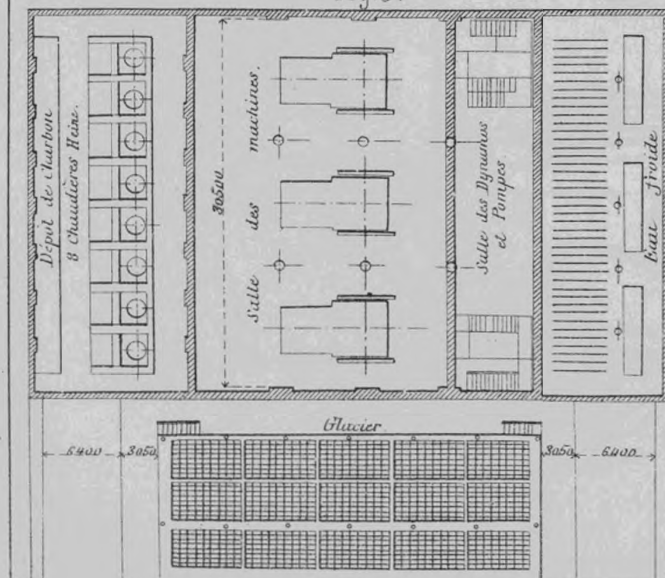 Dépôt de Charbon
8 Chaudières Heine.
30500
Salle des machines.
Salle des Dynamos
et Pompes
Eau froide
Glacier.
6400
3050
3050
6400